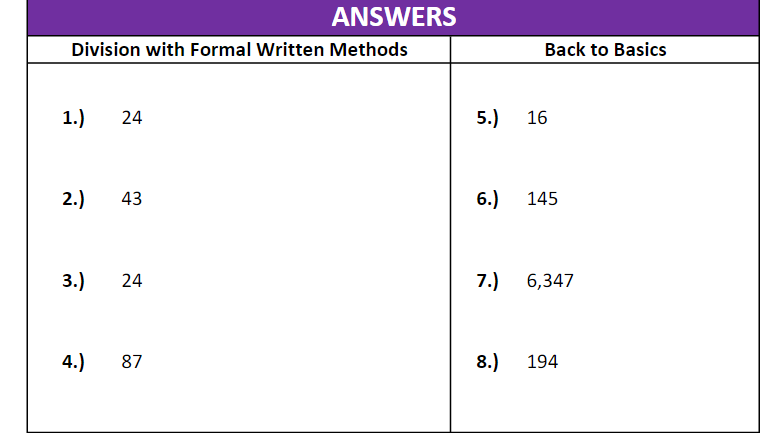 ANSWERS
Division with Formal Written Methods
Back to Basics
1.) 24
5.) 16
2.) 43
6.) 145
3.) 24
7.) 6,347
4.) 87
8.) 194